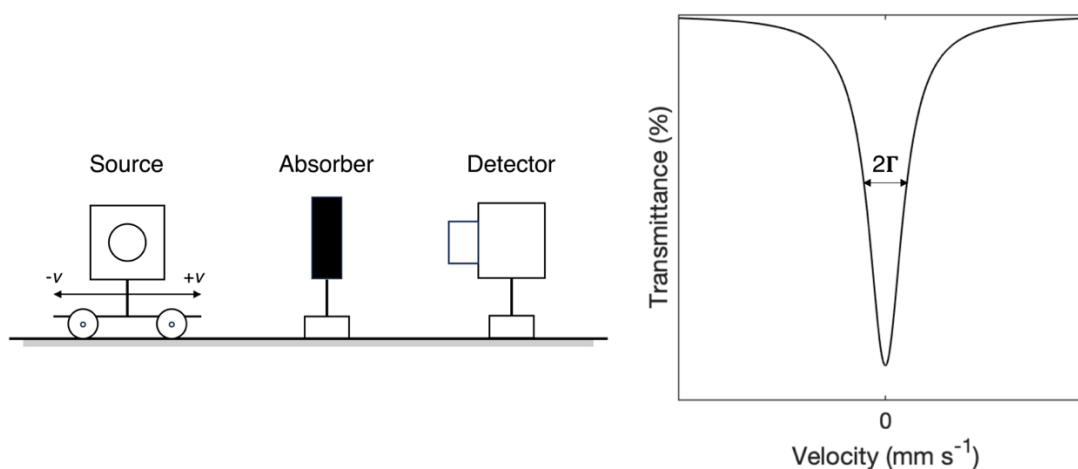 Source
Absorber
Detector
-v
+v
Transmittance (%)
2Γ
0
Velocity (mm s⁻¹)